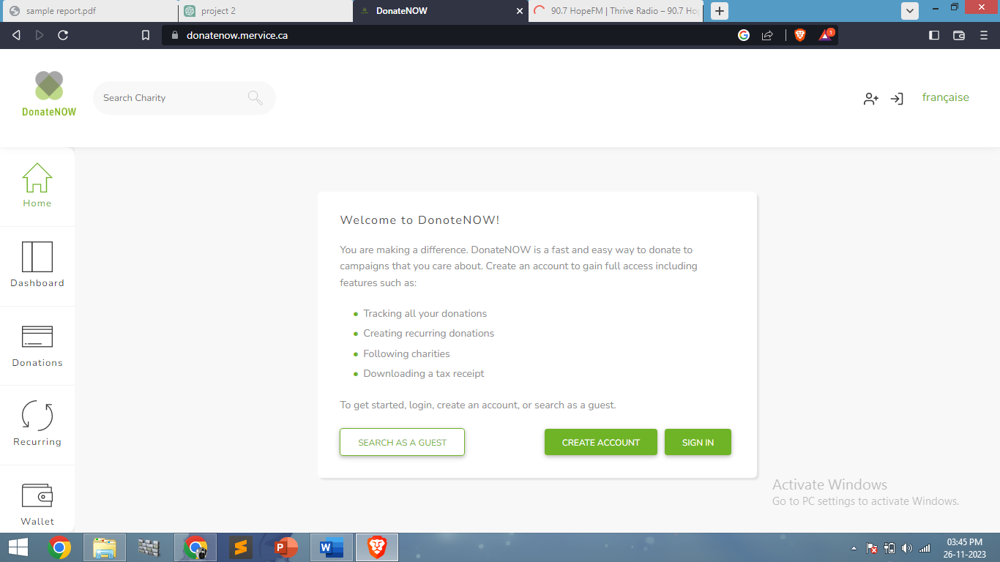 sample report.pdf
project 2
DonateNOW
90.7 HopeFM | Thrive Radio – 90.7 Ho
donatenow.mervice.ca
1
DonateNOW
Search Charity
française
Home
Dashboard
Donations
Recurring
Wallet
Welcome to DonoteNOW!
You are making a difference. DonateNOW is a fast and easy way to donate to
campaigns that you care about. Create an account to gain full access including
features such as:
Tracking all your donations
Creating recurring donations
Following charities
Downloading a tax receipt
To get started, login, create an account, or search as a guest.
SEARCH AS A GUEST
CREATE ACCOUNT
SIGN IN
Activate Windows
Go to PC settings to activate Windows.
03:45 PM
26-11-2023